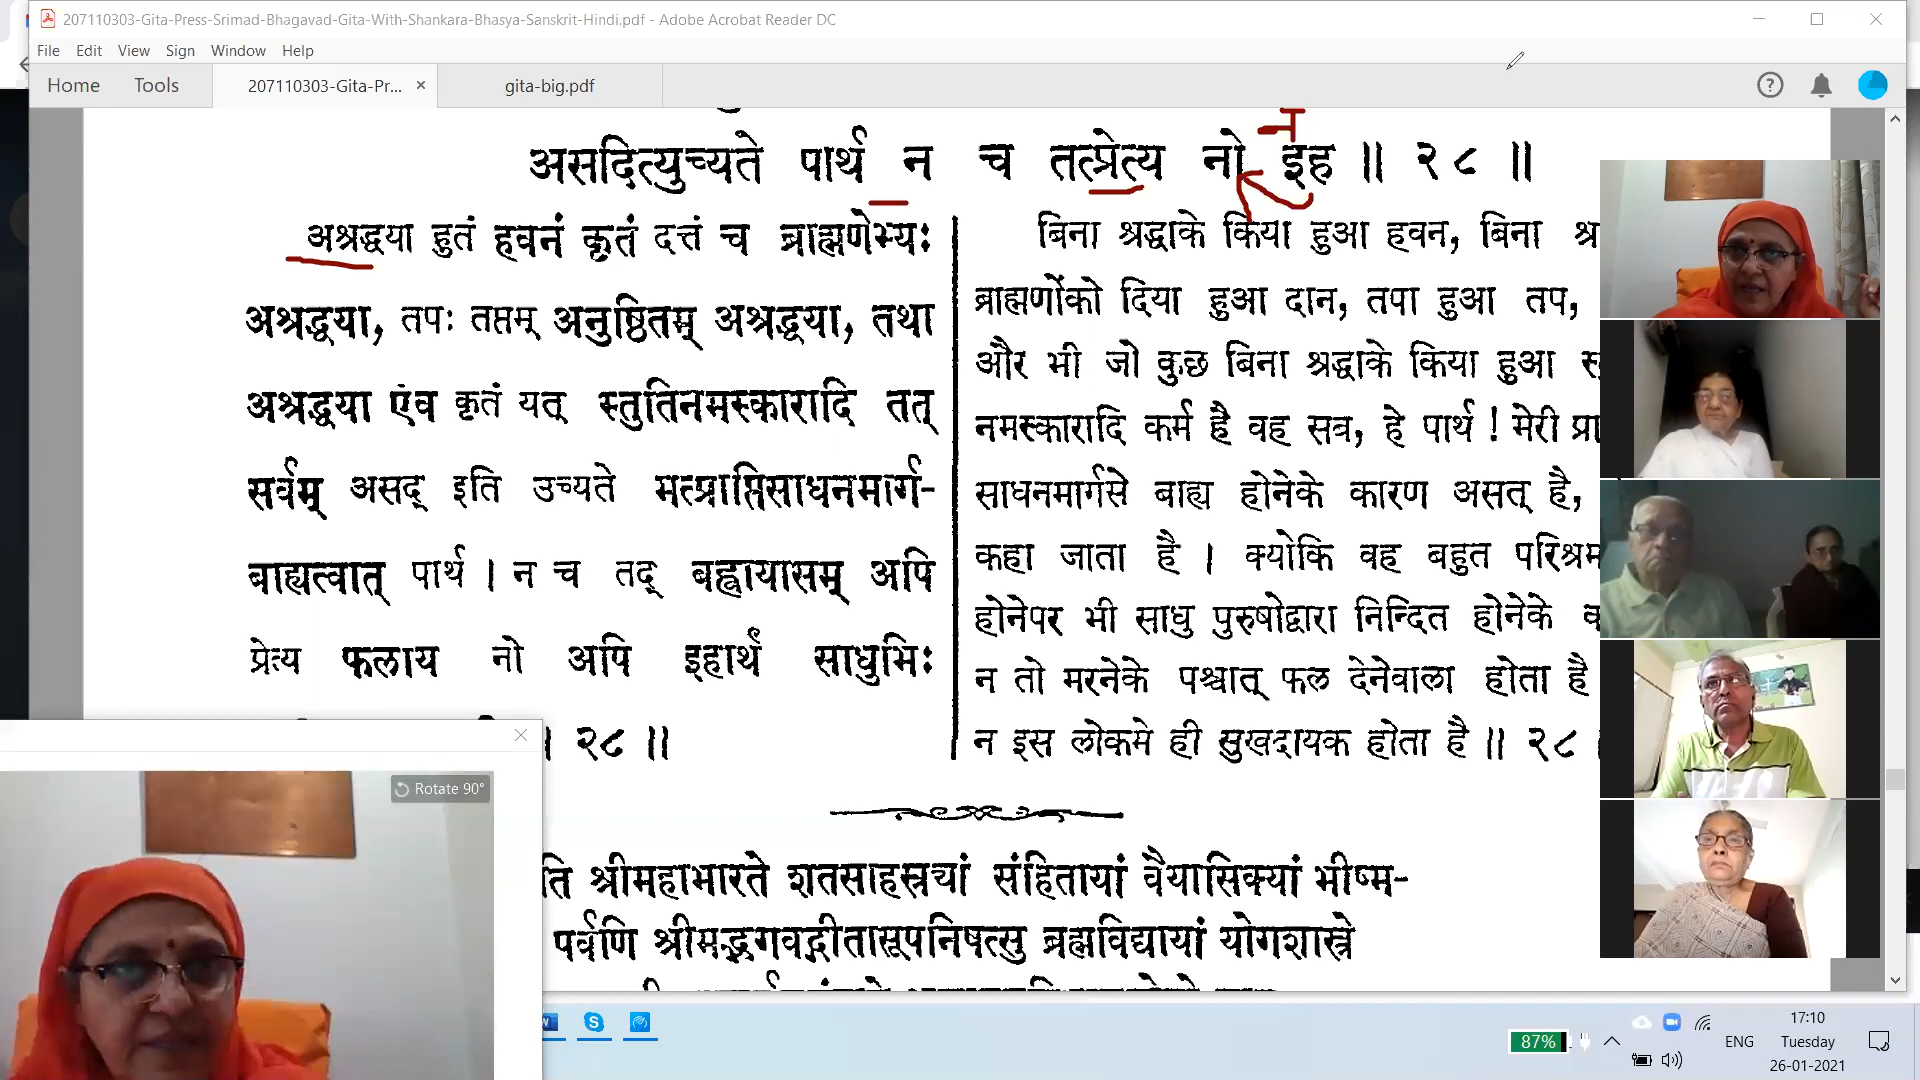 207110303-Gita-Press-Srimad-Bhagavad-Gita-With-Shankara-Bhasya-Sanskrit-Hindi.pdf - Adobe Acrobat Reader DC
File Edit View Sign Window Help
Home Tools 207110303-Gita-Pr... × gita-big.pdf
न
असदित्युच्यते पार्थ न च तत्प्रेत्य नो इह ॥ २८ ॥
अश्रद्धया हुतं हवनं कृतं दत्तं च ब्राह्मणेभ्यः
अश्रद्धया, तपः तप्तम् अनुष्ठितम् अश्रद्धया, तथा
अश्रद्धया एव कृतं यत् स्तुतिनमस्कारादि तत्
सर्वम् असद् इति उच्यते मत्प्राप्तिसाधनमार्ग-
बाह्यत्वात् पार्थ । न च तद् बह्वायासम् अपि
प्रेत्य फलाय नो अपि इहार्थं साधुभिः
। २८ ॥
बिना श्रद्धाके किया हुआ हवन, बिना
ब्राह्मणोंको दिया हुआ दान, तपा हुआ तप,
और भी जो कुछ बिना श्रद्धाके किया हुआ
नमस्कारादि कर्म है वह सब, हे पार्थ ! मेरी
साधनमार्गसे बाह्य होनेके कारण असत् है,
कहा जाता है । क्योकि वह बहुत परिश्रम
होनेपर भी साधु पुरुषोद्वारा निन्दित होनेके
न तो मरनेके पश्चात् फल देनेवाला होता है
न इस लोकमे ही सुखदायक होता है ॥ २८
ति श्रीमहाभारते शतसाहस्त्र्यां संहितायां वैयासिक्यां भीष्म-
पर्वणि श्रीमद्भगवद्गीतासूपनिषत्सु ब्रह्मविद्यायां योगशास्त्रे
Rotate 90°
87%
ENG
17:10
Tuesday
26-01-2021